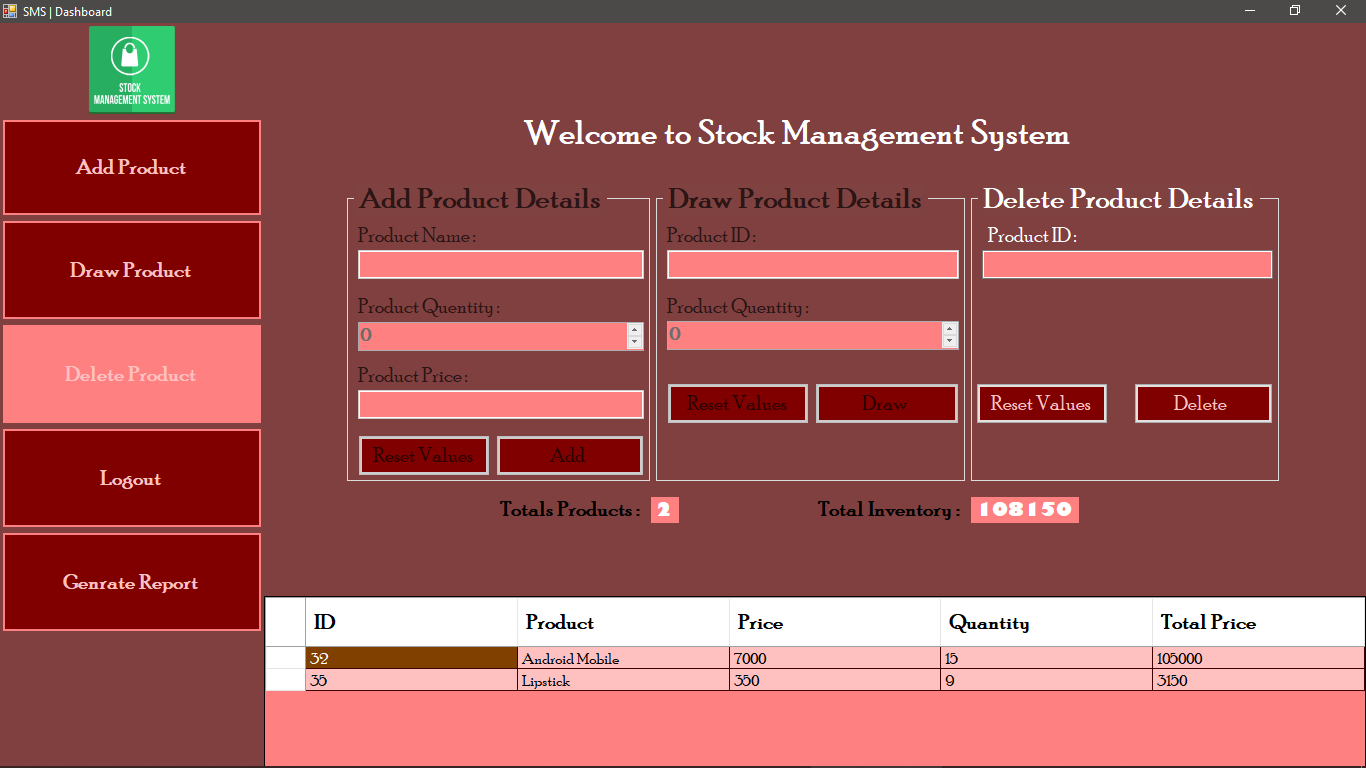 SMS | Dashboard
STOCK
MANAGEMENT SYSTEM
Add Product
Draw Product
Delete Product
Logout
Genrate Report
Welcome to Stock Management System
Add Product Details
Product Name :
Product Quentity :
0
Product Price :
Reset Values Add
Draw Product Details
Product ID :
Product Quentity :
0
Reset Values Draw
Delete Product Details
Product ID :
Reset Values Delete
Totals Products : 2 Total Inventory : 108150
ID Product Price Quantity Total Price
32 Android Mobile 7000 15 105000
35 Lipstick 350 9 3150